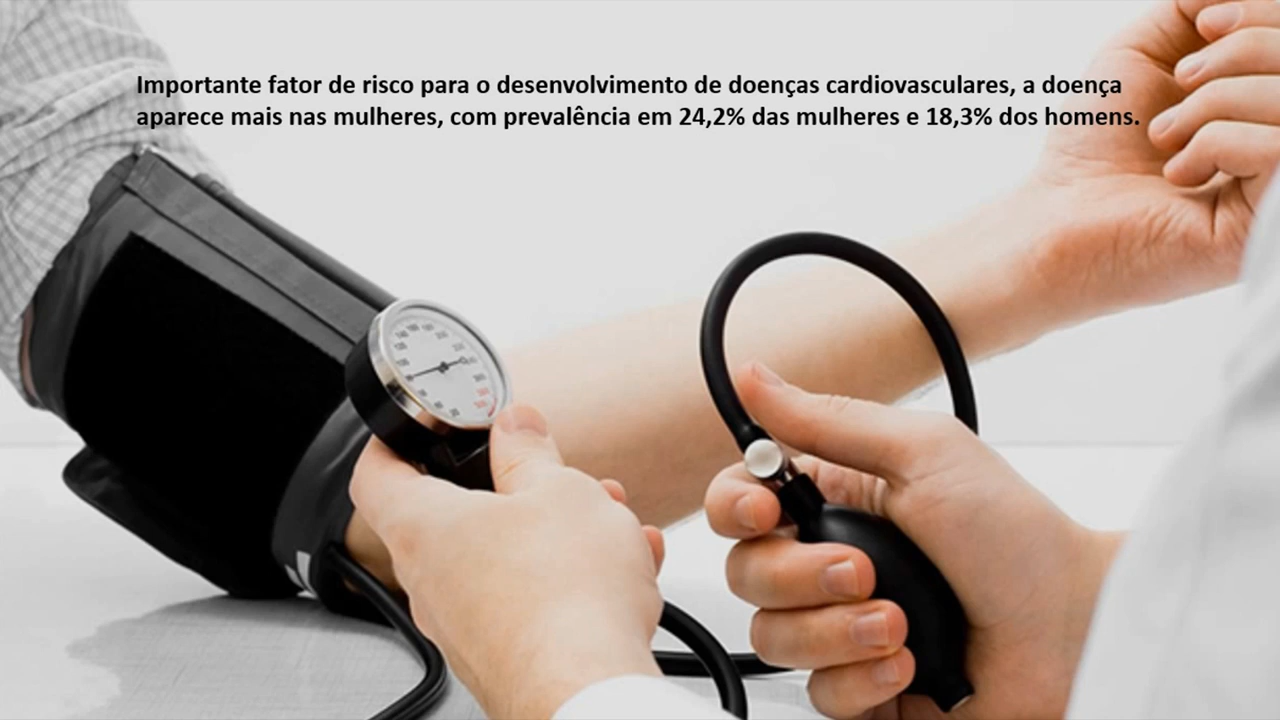 Importante fator de risco para o desenvolvimento de doenças cardiovasculares, a doença
aparece mais nas mulheres, com prevalência em 24,2% das mulheres e 18,3% dos homens.